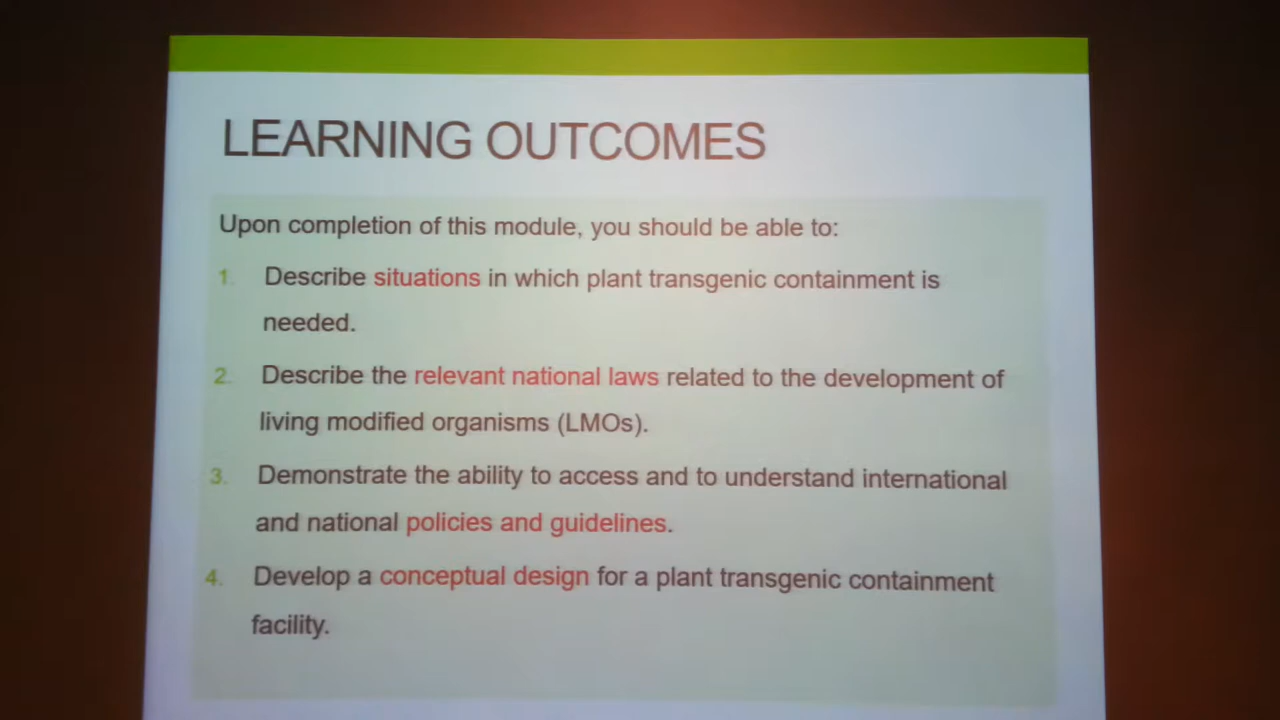 LEARNING OUTCOMES
Upon completion of this module, you should be able to:
1. Describe situations in which plant transgenic containment is
needed.
2. Describe the relevant national laws related to the development of
living modified organisms (LMOs).
3. Demonstrate the ability to access and to understand international
and national policies and guidelines.
4. Develop a conceptual design for a plant transgenic containment
facility.